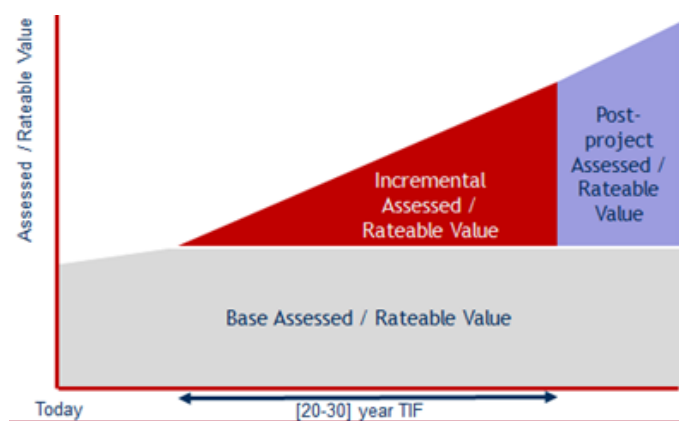 Assessed / Rateable Value
Incremental
Assessed /
Rateable Value
Post-
project
Assessed /
Rateable
Value
Base Assessed / Rateable Value
Today
[20-30] year TIF